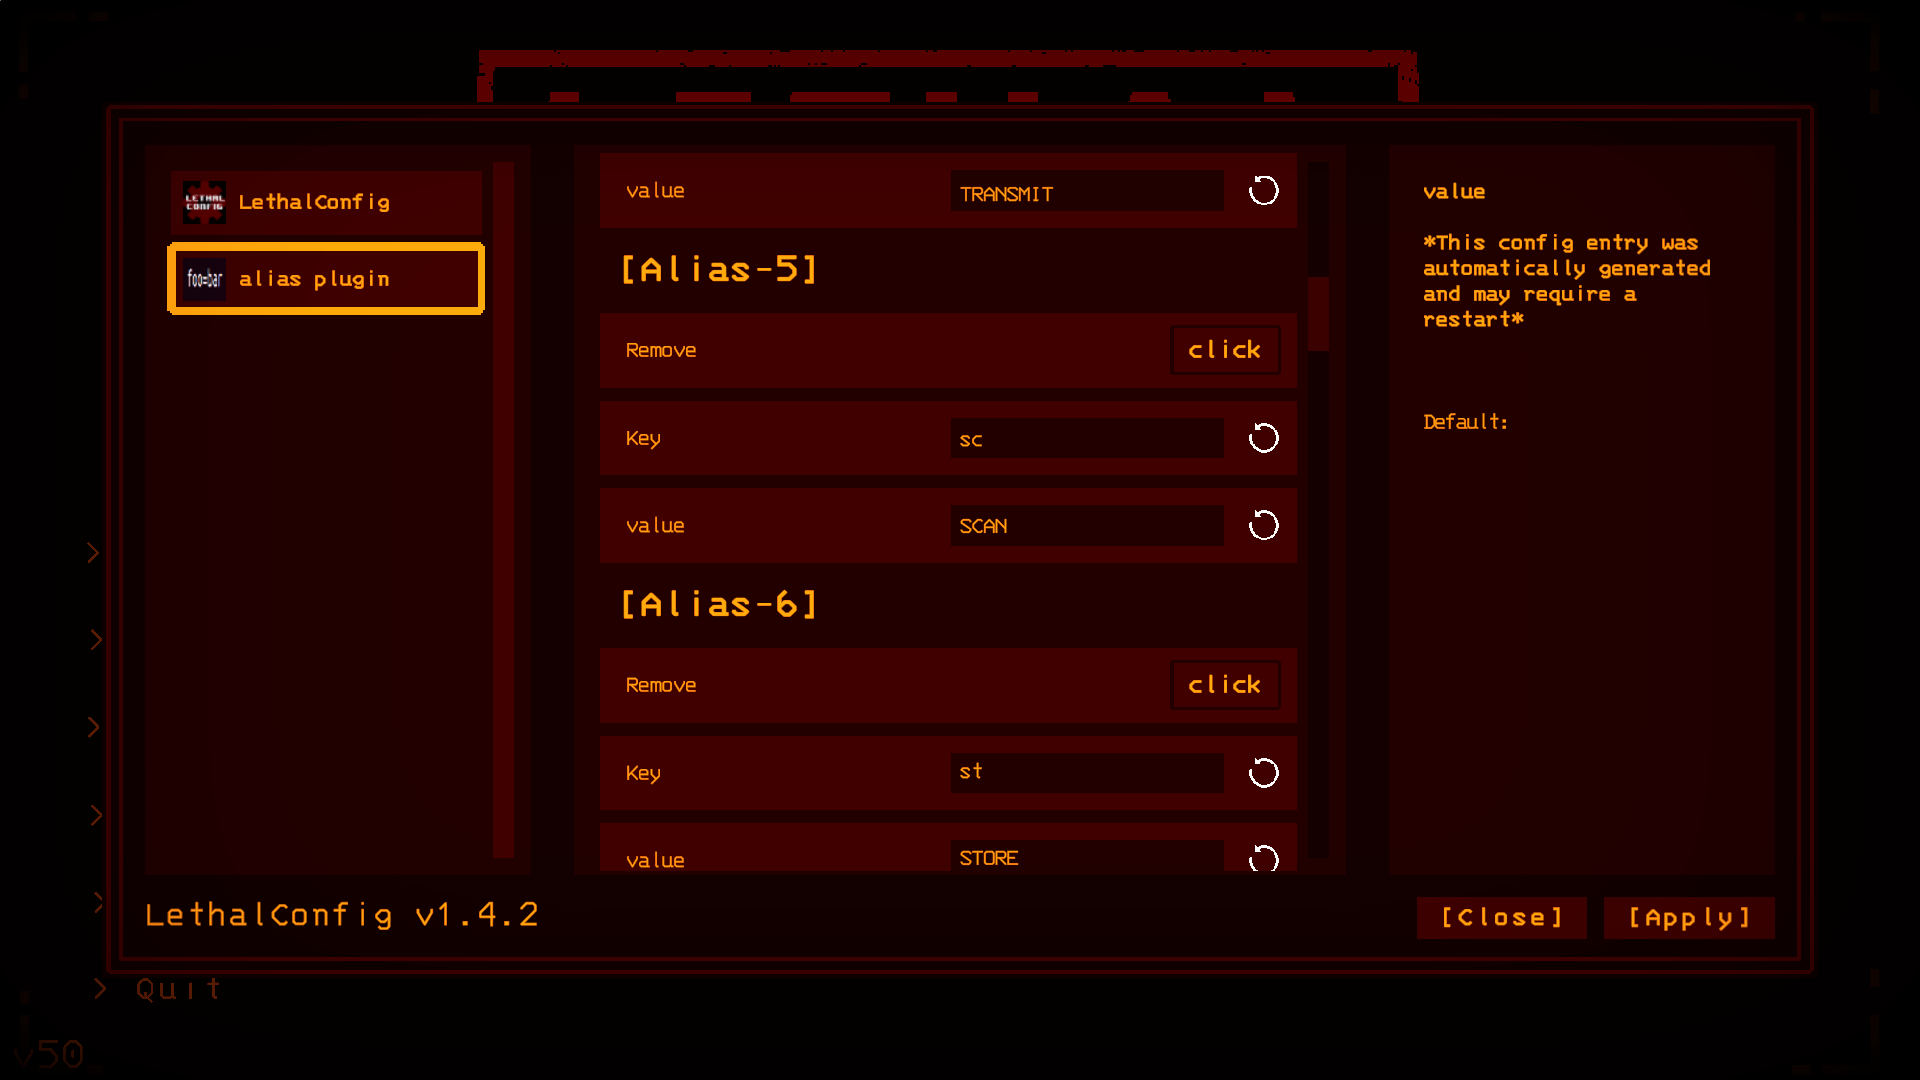 LETHAL
CONFIG
LethalConfig
foo=bar
alias plugin
value
TRANSMIT
[Alias-5]
Remove
click
Key
sc
value
SCAN
[Alias-6]
Remove
click
Key
st
value
STORE
value
*This config entry was
automatically generated
and may require a
restart*
Default:
LethalConfig v1.4.2
[Close]
[Apply]
>
>
>
>
>
> Quit
v50